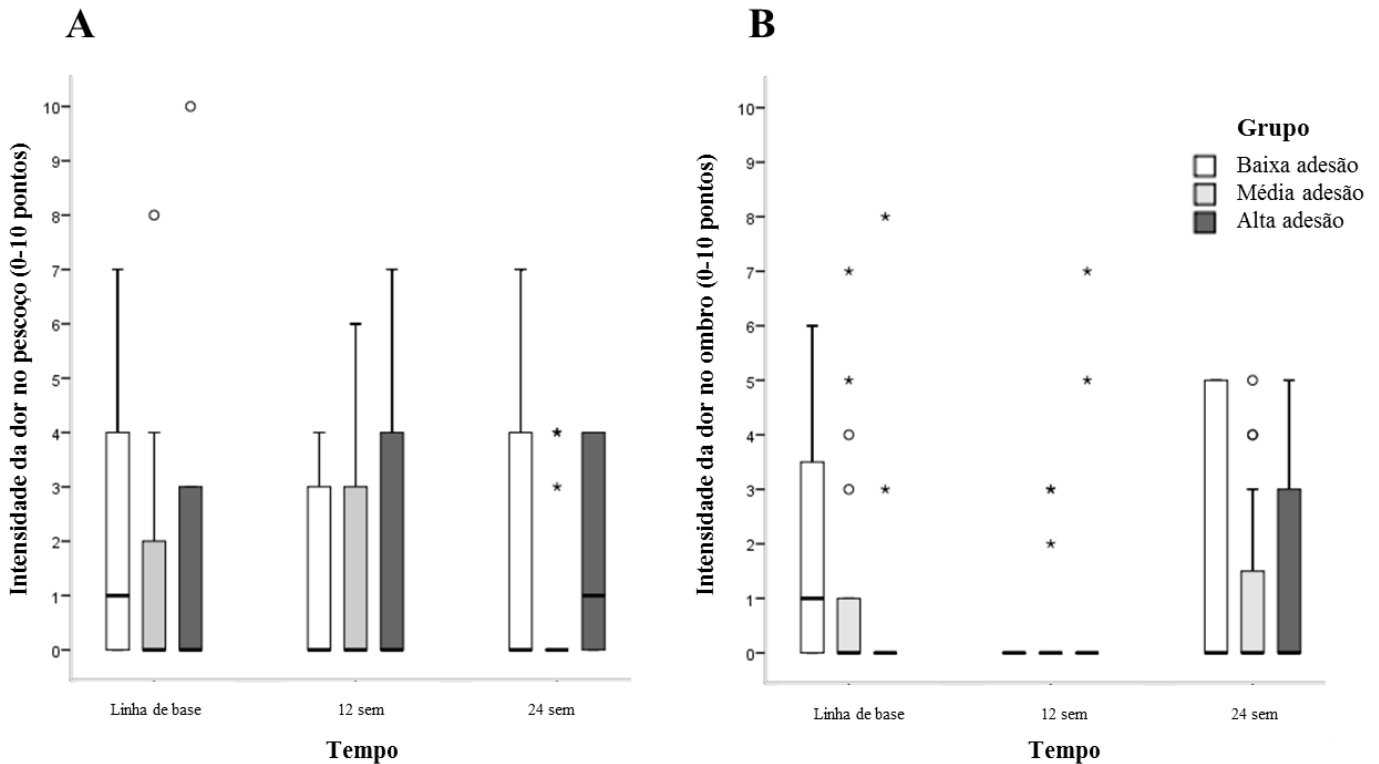 A
Intensidade da dor no pescoço (0-10 pontos)
10
9
8
7
6
5
4
3
2
1
0
Linha de base
12 sem
24 sem
Tempo
B
Intensidade da dor no ombro (0-10 pontos)
10
9
8
7
6
5
4
3
2
1
0
Linha de base
12 sem
24 sem
Tempo
Grupo
Baixa adesão
Média adesão
Alta adesão